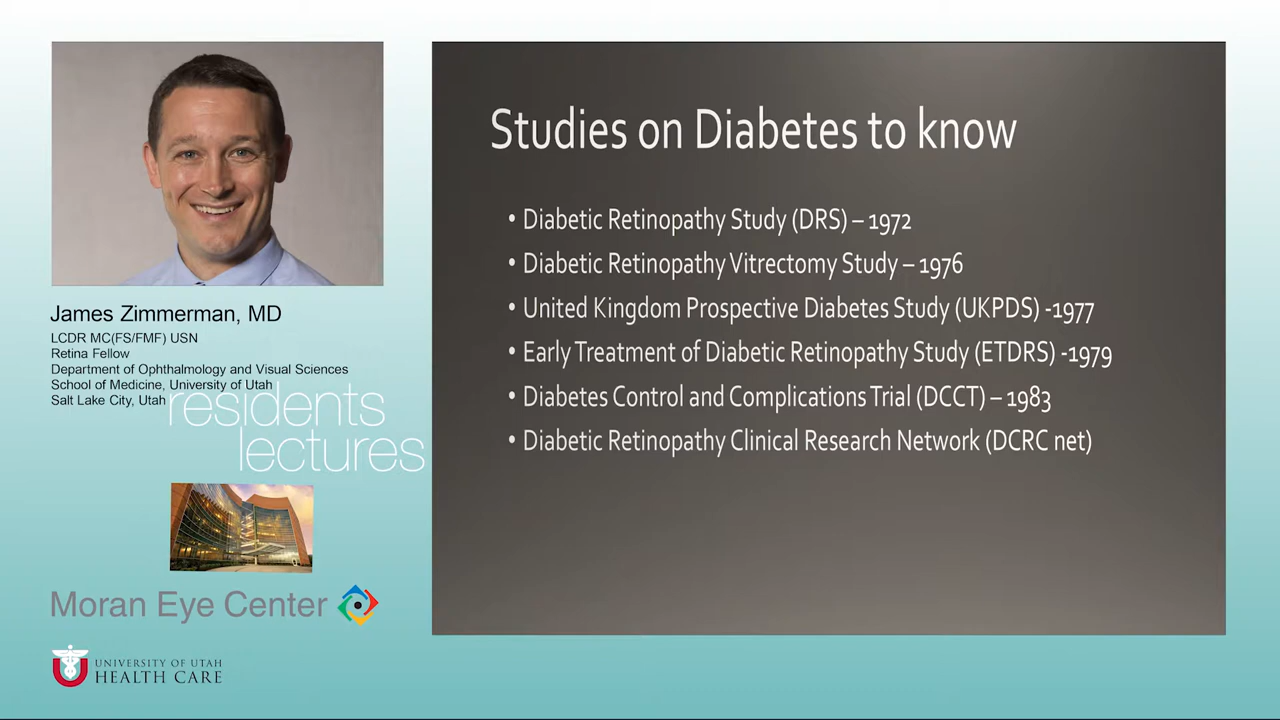 James Zimmerman, MD
LCDR MC(FS/FMF) USN
Retina Fellow
Department of Ophthalmology and Visual Sciences
School of Medicine, University of Utah
Salt Lake City, Utah
residents
lectures
Moran Eye Center
UNIVERSITY OF UTAH
HEALTH CARE
Studies on Diabetes to know
• Diabetic Retinopathy Study (DRS) – 1972
• Diabetic Retinopathy Vitrectomy Study – 1976
• United Kingdom Prospective Diabetes Study (UKPDS) -1977
• Early Treatment of Diabetic Retinopathy Study (ETDRS) -1979
• Diabetes Control and Complications Trial (DCCT) – 1983
• Diabetic Retinopathy Clinical Research Network (DCRC net)